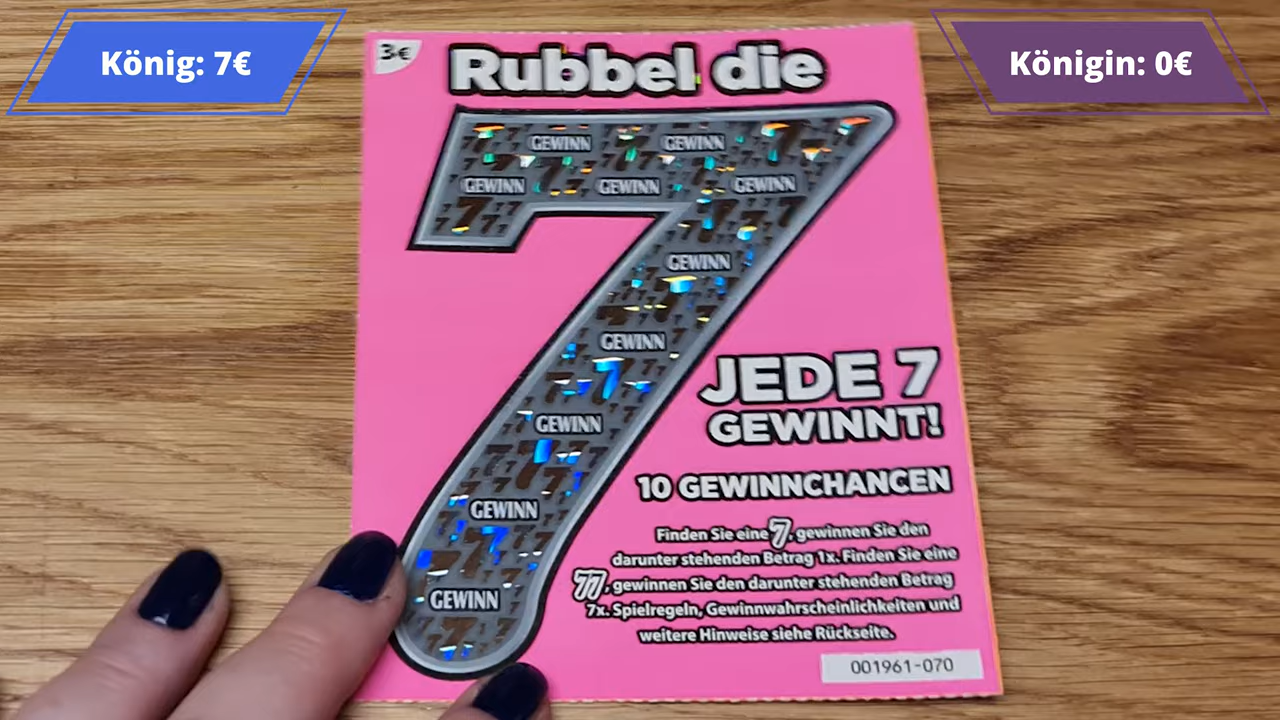 König: 7€
Königin: 0€
3€
Rubbel die
7
GEWINN GEWINN
GEWINN GEWINN GEWINN
GEWINN
GEWINN
GEWINN
GEWINN
GEWINN
JEDE 7
GEWINNT!
10 GEWINNCHANCEN
Finden Sie eine 7, gewinnen Sie den
darunter stehenden Betrag 1x. Finden Sie eine
77, gewinnen Sie den darunter stehenden Betrag
7x. Spielregeln, Gewinnwahrscheinlichkeiten und
weitere Hinweise siehe Rückseite.
001961-070